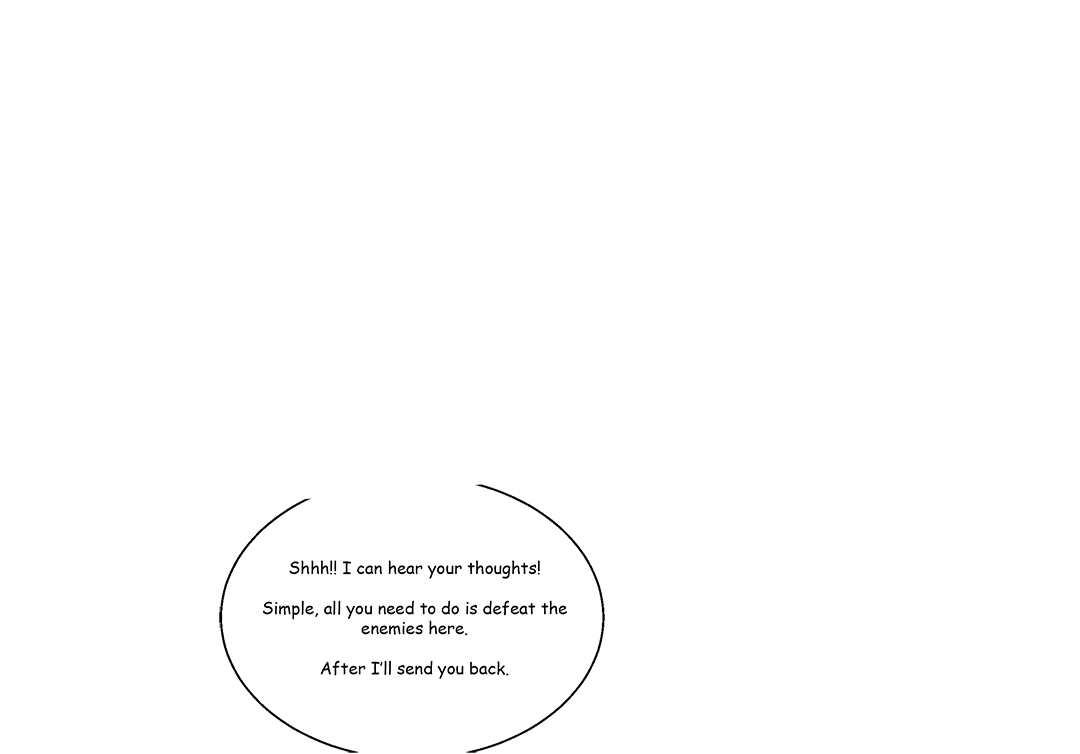 Shhh!! I can hear your thoughts!
Simple, all you need to do is defeat the
enemies here.
After I'll send you back.